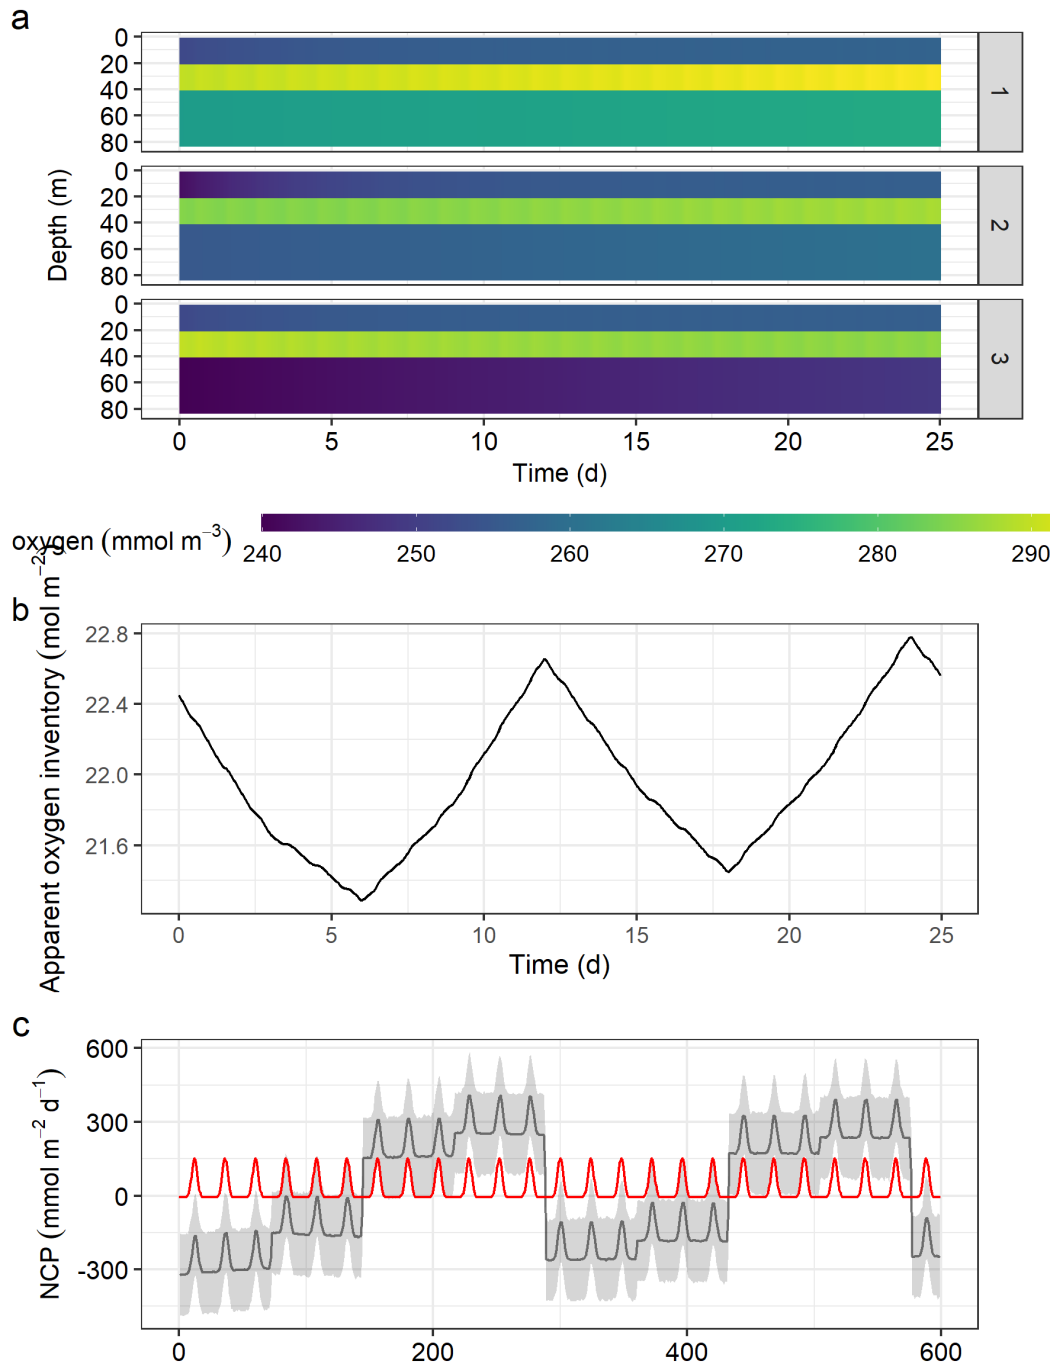 a
0
20
40
60
80
1
0
20
40
60
80
2
0
20
40
60
80
3
Depth (m)
0 5 10 15 20 25
Time (d)
oxygen (mmol m⁻³)
240 250 260 270 280 290
b
22.8
22.4
22.0
21.6
Apparent oxygen inventory (mol m⁻²
0 5 10 15 20 25
Time (d)
c
600
300
0
-300
NCP (mmol m⁻² d⁻¹)
0 200 400 600